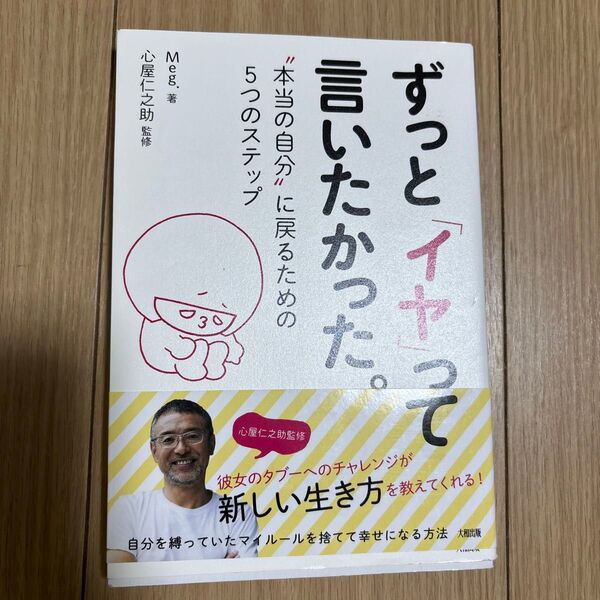 ずっと「イヤ」って
言いたかった。
“本当の自分”に戻るための
5つのステップ
Meg. 著
心屋仁之助 監修
心屋仁之助監修
彼女のタブーへのチャレンジが
新しい生き方を教えてくれる！
自分を縛っていたマイルールを捨てて幸せになる方法
大和出版